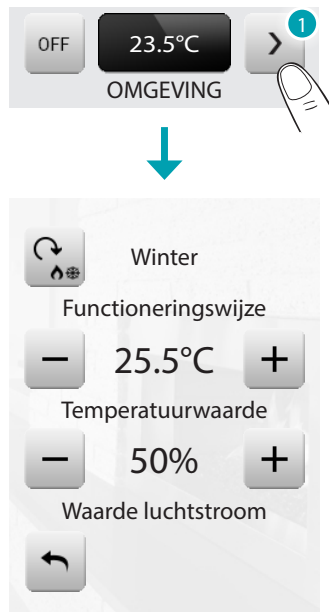 1
OFF 23.5°C >
OMGEVING
Winter
Functioneringswijze
− 25.5°C +
Temperatuurwaarde
− 50% +
Waarde luchtstroom